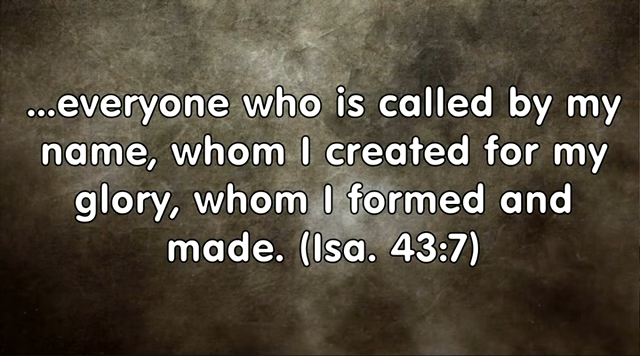 ...everyone who is called by my
name, whom I created for my
glory, whom I formed and
made. (Isa. 43:7)